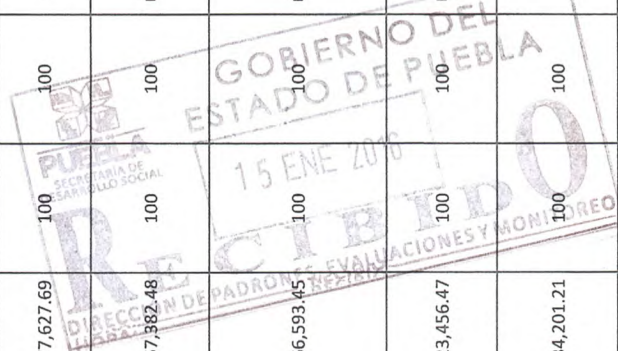 GOBIERNO DEL
ESTADO DE PUEBLA
PUEBLA
SECRETARÍA DE
DESARROLLO SOCIAL
15 ENE 2016
RECIBIDO
DIRECCIÓN DE PADRONES, EVALUACIONES Y MONITOREO
7,627.69 100 100
7,382.48 100 100
6,593.45 100 100
3,456.47 100 100
4,201.21 100 100